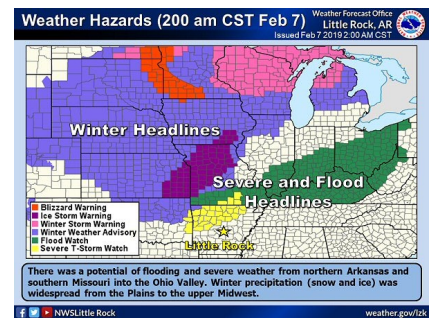 Weather Hazards (200 am CST Feb 7)
Weather Forecast Office
Little Rock, AR
Issued Feb 7 2019 2:00 AM CST
Winter Headlines
Severe and Flood
Headlines
Blizzard Warning
Ice Storm Warning
Winter Storm Warning
Winter Weather Advisory
Flood Watch
Severe T-Storm Watch
Little Rock
There was a potential of flooding and severe weather from northern Arkansas and
southern Missouri into the Ohio Valley. Winter precipitation (snow and ice) was
widespread from the Plains to the upper Midwest.
NWSLittle Rock
weather.gov/lzk